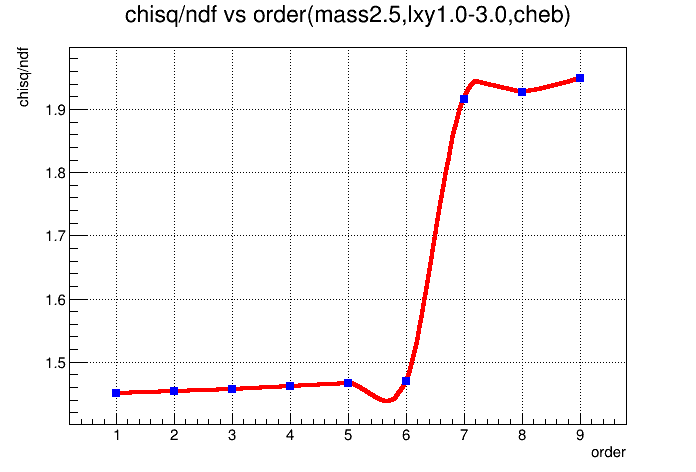 chisq/ndf vs order(mass2.5,lxy1.0-3.0,cheb)
chisq/ndf
1.9
1.8
1.7
1.6
1.5
1 2 3 4 5 6 7 8 9
order